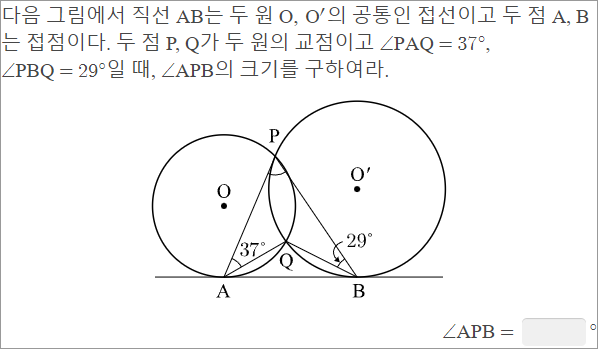 다음 그림에서 직선 AB는 두 원 O, O′의 공통인 접선이고 두 점 A, B
는 접점이다. 두 점 P, Q가 두 원의 교점이고 ∠PAQ = 37°,
∠PBQ = 29°일 때, ∠APB의 크기를 구하여라.
P
O′
O
37°
29°
Q
A
B
∠APB = °